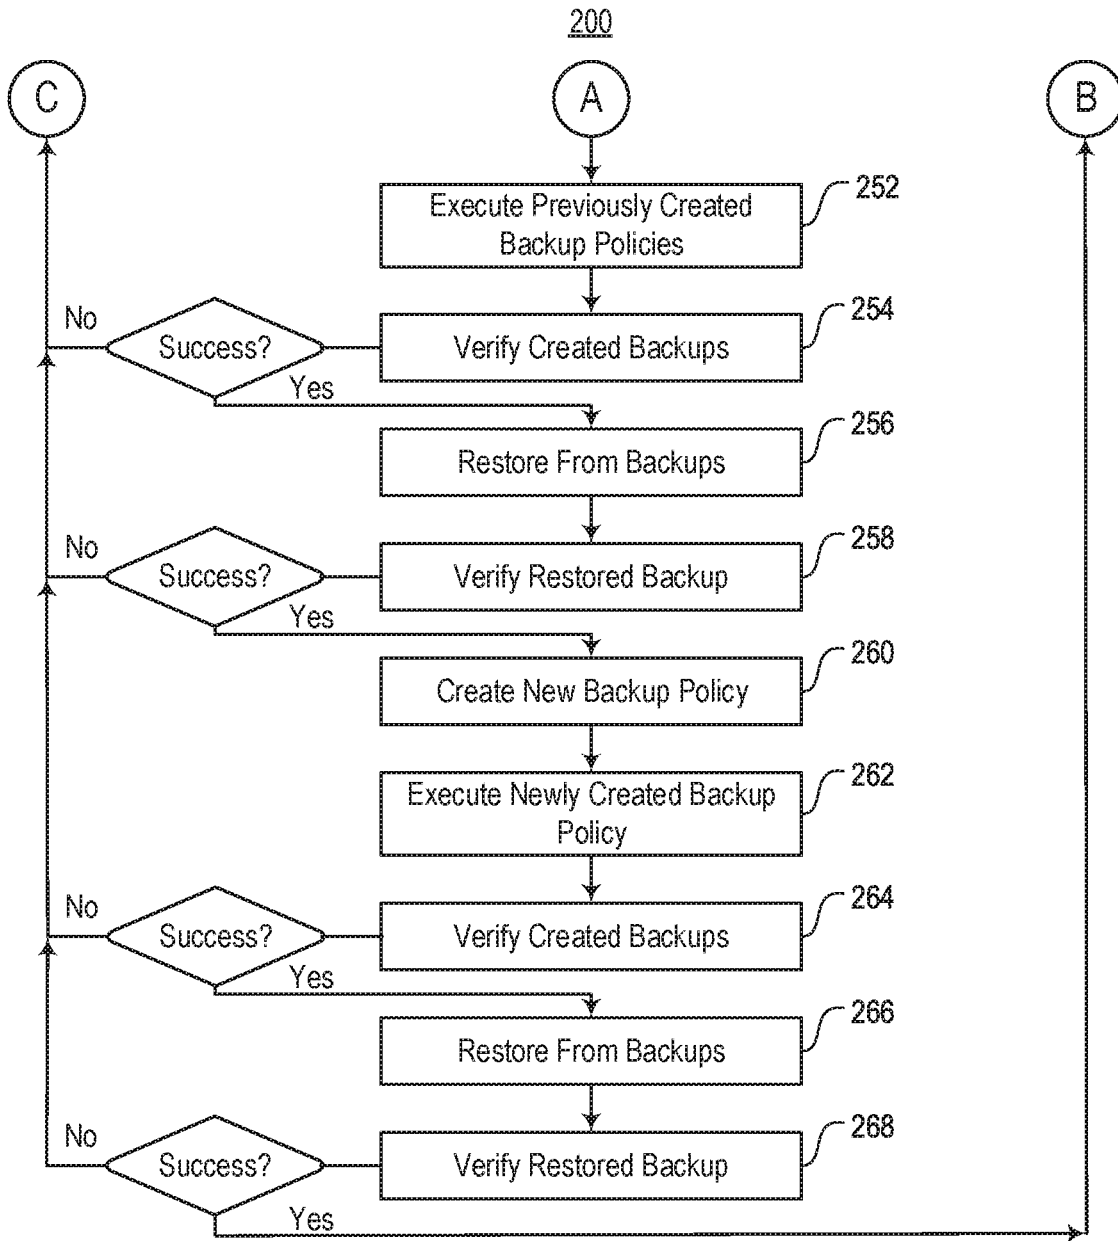 200
C
A
B
Execute Previously Created
Backup Policies
252
No
Success?
Verify Created Backups
254
Yes
Restore From Backups
256
No
Success?
Verify Restored Backup
258
Yes
Create New Backup Policy
260
Execute Newly Created Backup
Policy
262
No
Success?
Verify Created Backups
264
Yes
Restore From Backups
266
No
Success?
Verify Restored Backup
268
Yes